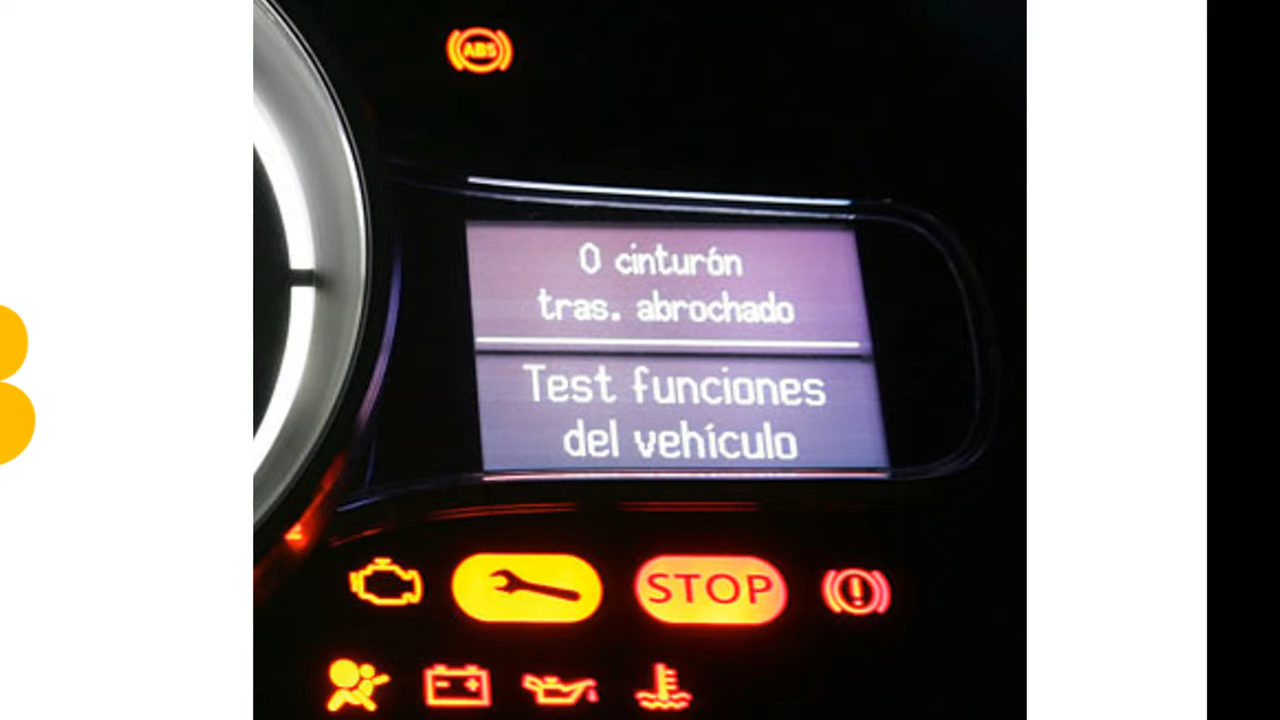 ABS
0 cinturón
tras. abrochado
Test funciones
del vehículo
STOP